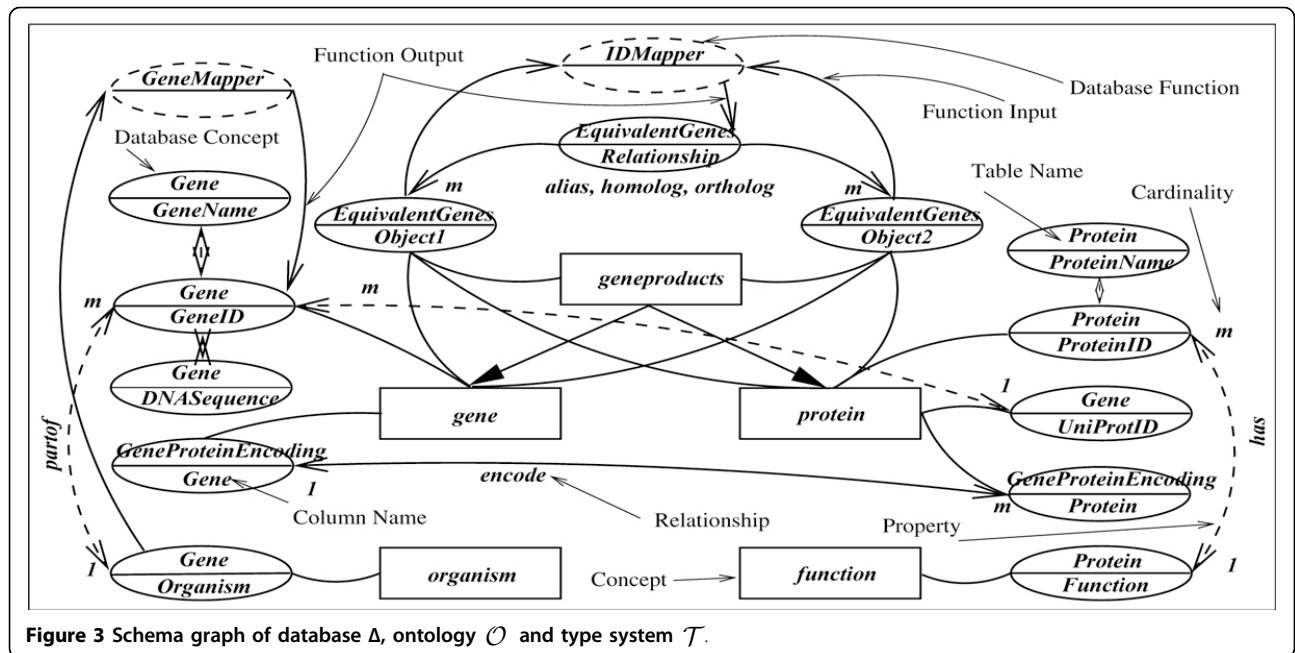 Function Output
IDMapper
GeneMapper
Database Function
Function Input
Database Concept
EquivalentGenes
Relationship
alias, homolog, ortholog
Table Name
Cardinality
Gene
GeneName
m
m
EquivalentGenes
Object1
EquivalentGenes
Object2
Protein
ProteinName
geneproducts
m
Gene
GeneID
m
Protein
ProteinID
m
Gene
DNASequence
gene
protein
1
Gene
UniProtID
partof
has
GeneProteinEncoding
Gene
1
encode
GeneProteinEncoding
Protein
m
Column Name
Relationship
Property
1
Gene
Organism
organism
Concept
function
Protein
Function
1
Figure 3 Schema graph of database Δ, ontology 𝒪 and type system 𝒯.